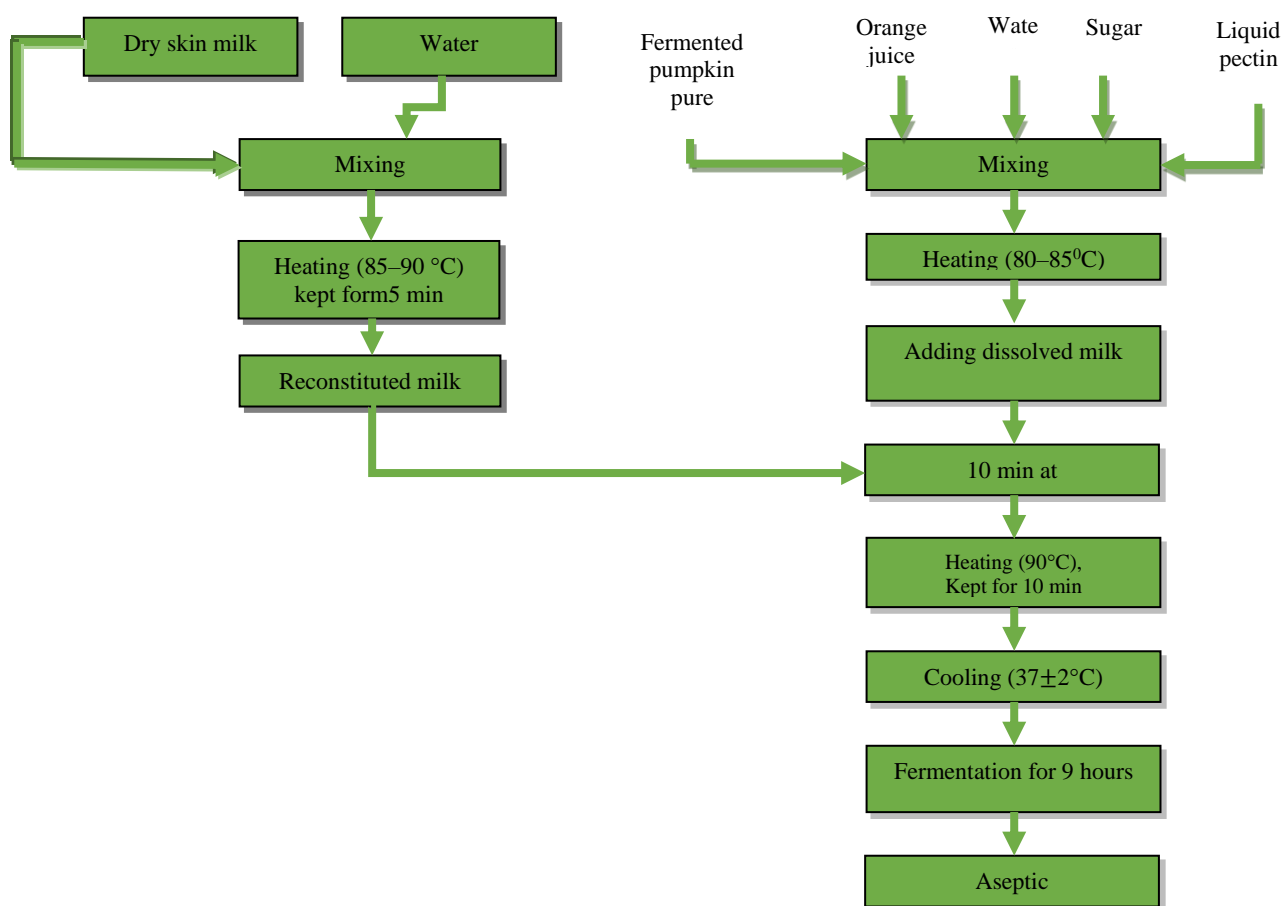 Dry skin milk
Water
Mixing
Heating (85–90 °C)
kept form5 min
Reconstituted milk
Fermented
pumpkin
pure
Orange
juice
Wate
Sugar
Liquid
pectin
Mixing
Heating (80–85⁰C)
Adding dissolved milk
10 min at
Heating (90°C),
Kept for 10 min
Cooling (37±2°C)
Fermentation for 9 hours
Aseptic